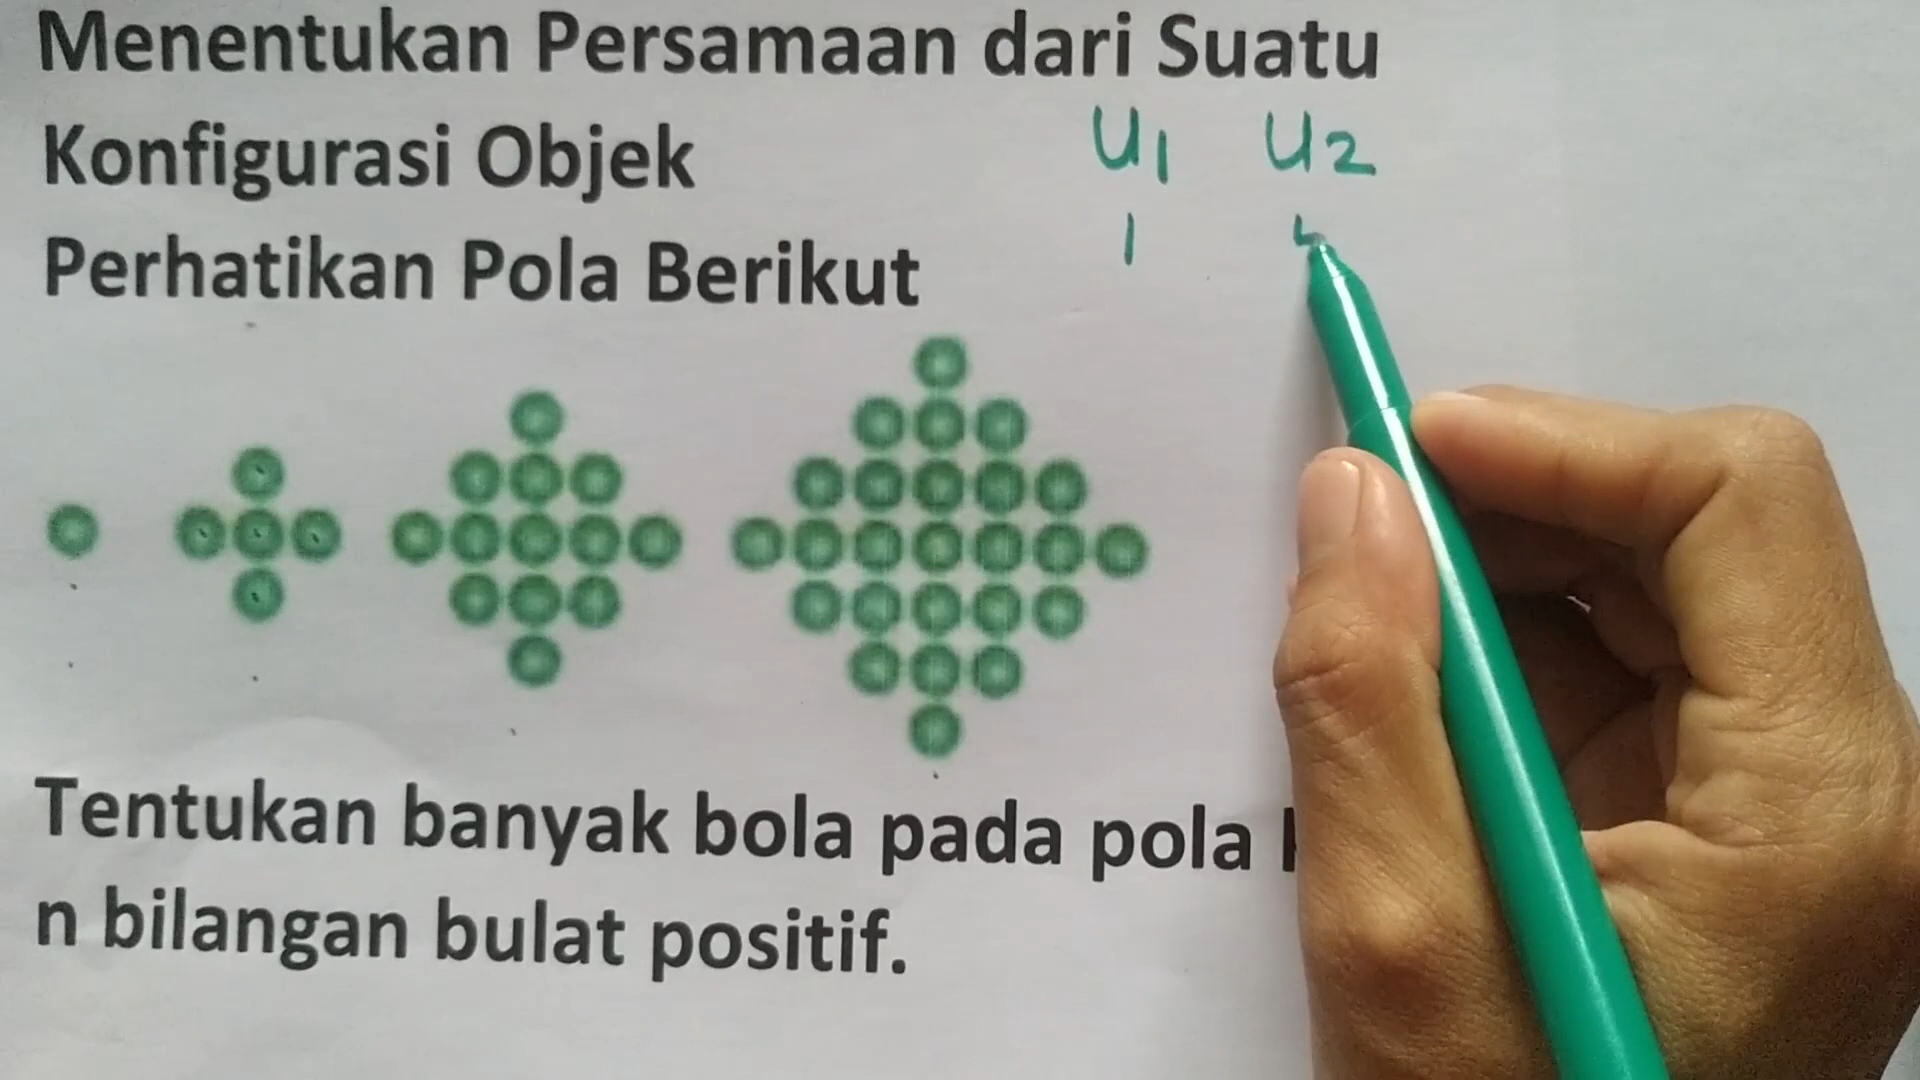 Menentukan Persamaan dari Suatu
Konfigurasi Objek
U1 U2
1
Perhatikan Pola Berikut
Tentukan banyak bola pada pola
n bilangan bulat positif.